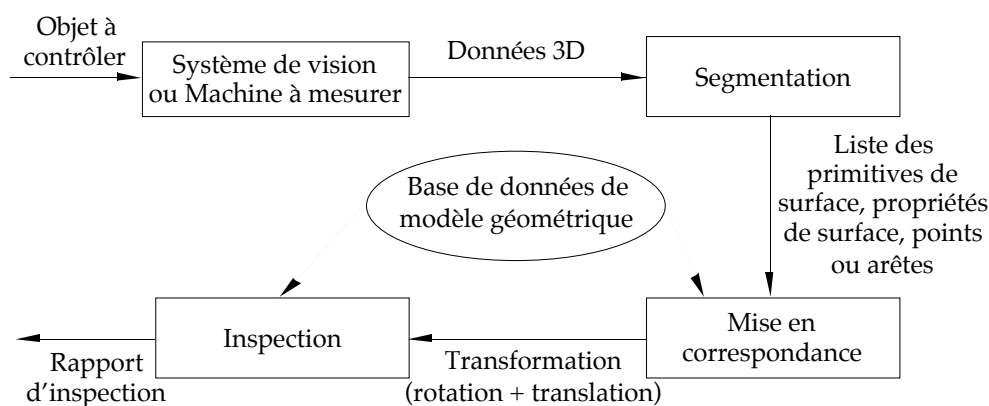 Objet à
contrôler
Système de vision
ou Machine à mesurer
Données 3D
Segmentation
Liste des
primitives de
surface, propriétés
de surface, points
ou arêtes
Base de données de
modèle géométrique
Mise en
correspondance
Transformation
(rotation + translation)
Inspection
Rapport
d'inspection